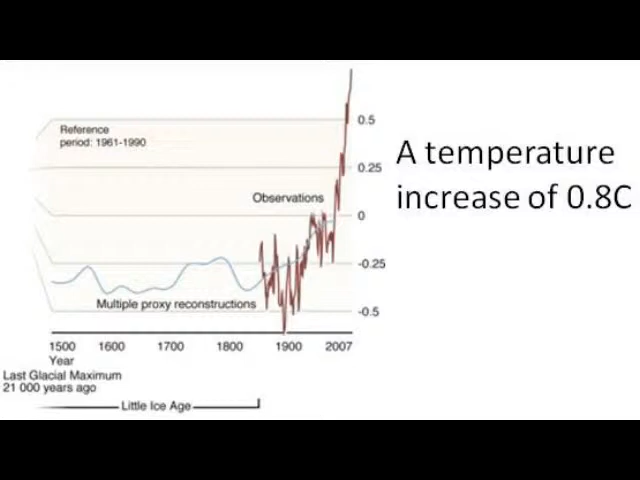 Reference
period: 1961-1990
0.5
0.25
Observations
0
-0.25
Multiple proxy reconstructions
-0.5
1500 1600 1700 1800 1900 2007
Year
Last Glacial Maximum
21 000 years ago
Little Ice Age
A temperature
increase of 0.8C